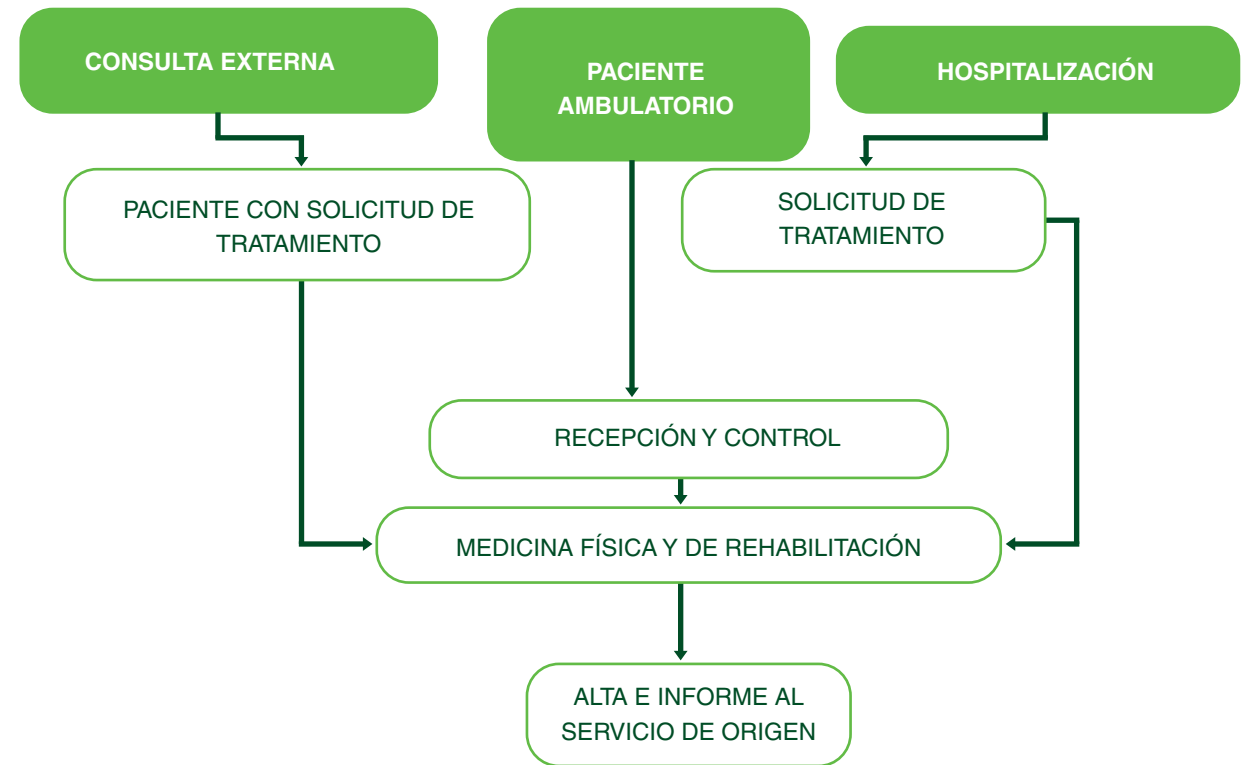 CONSULTA EXTERNA
PACIENTE
AMBULATORIO
HOSPITALIZACIÓN
PACIENTE CON SOLICITUD DE
TRATAMIENTO
SOLICITUD DE
TRATAMIENTO
RECEPCIÓN Y CONTROL
MEDICINA FÍSICA Y DE REHABILITACIÓN
ALTA E INFORME AL
SERVICIO DE ORIGEN